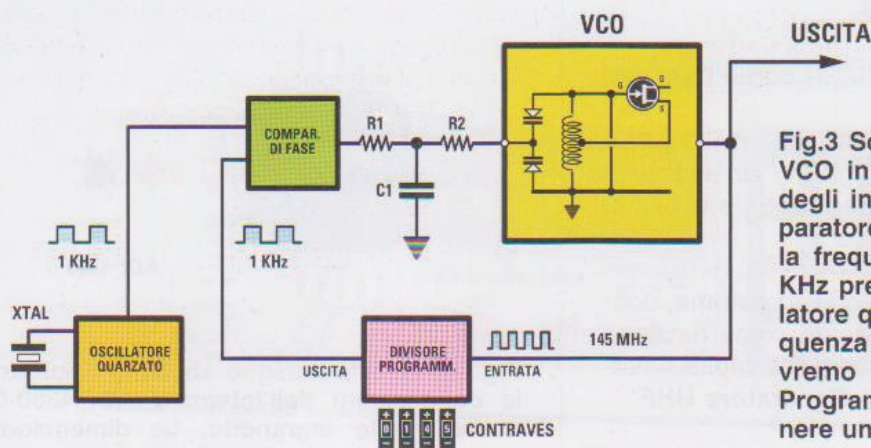 VCO
USCITA
G
D
S
COMPAR.
DI FASE
R1
R2
C1
1 KHz
1 KHz
XTAL
OSCILLATORE
QUARZATO
USCITA
DIVISORE
PROGRAMM.
ENTRATA
145 MHz
CONTRAVES
Fig.3 Sc
VCO in
degli in
paratore
la frequ
KHz pre
latore q
quenza
vremo
Program
nere un